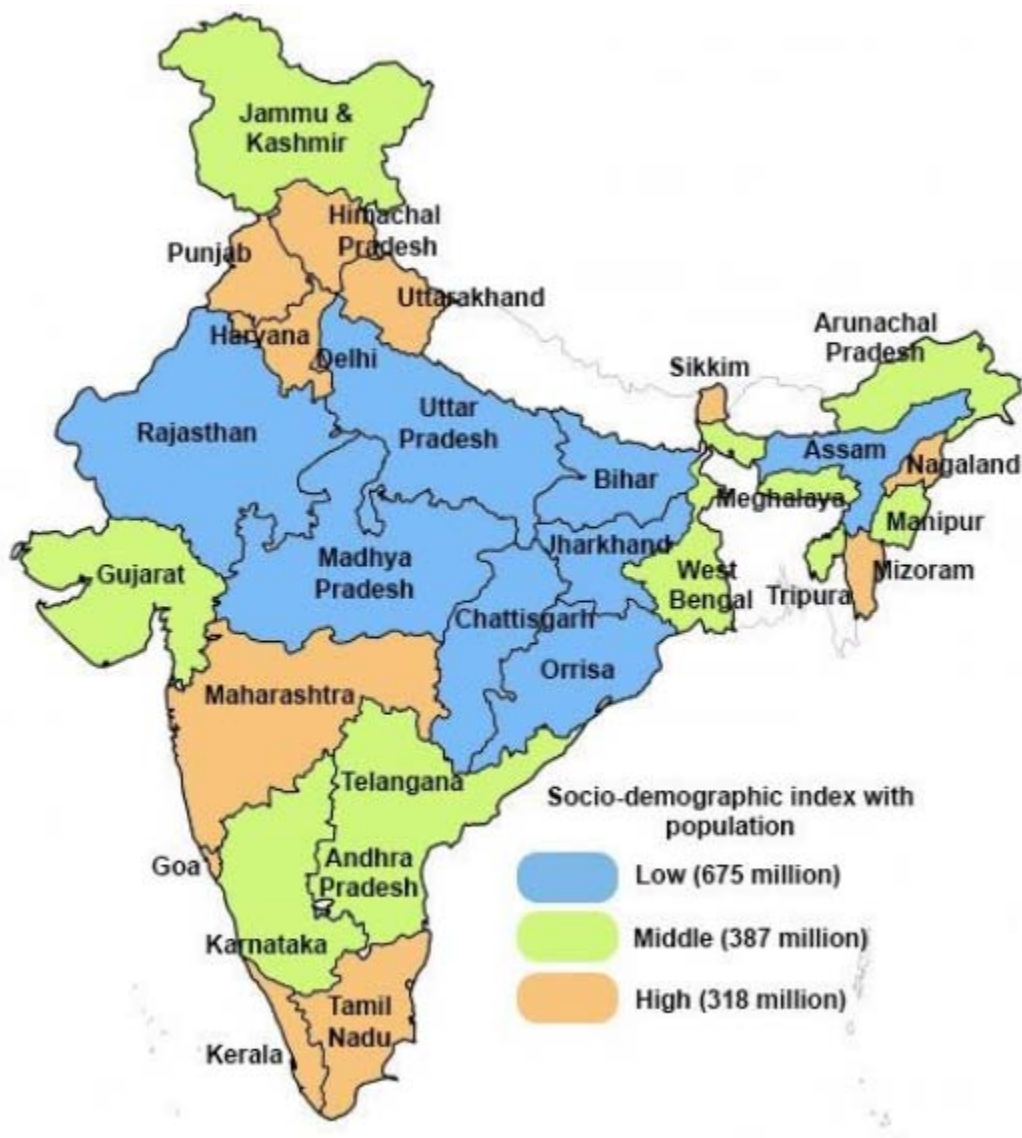 Jammu &
Kashmir
Himachal
Pradesh
Punjab
Uttarakhand
Haryana
Delhi
Arunachal
Pradesh
Sikkim
Rajasthan
Uttar
Pradesh
Assam
Nagaland
Bihar
Meghalaya
Manipur
Jharkhand
Madhya
Pradesh
Gujarat
West
Bengal
Mizoram
Tripura
Chattisgarh
Orrisa
Maharashtra
Telangana
Socio-demographic index with
population
Goa
Andhra
Pradesh
Low (675 million)
Karnataka
Middle (387 million)
High (318 million)
Tamil
Nadu
Kerala